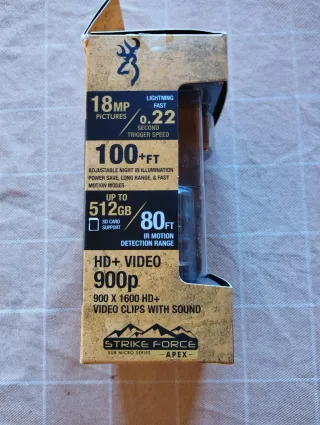 18MP
PICTURES
LIGHTNING
FAST
0.22
SECOND
TRIGGER SPEED
100+FT
ADJUSTABLE NIGHT IR ILLUMINATION
POWER SAVE, LONG RANGE, & FAST
MOTION MODES
UP TO
512GB
SD CARD
SUPPORT
80FT
IR MOTION
DETECTION RANGE
HD+ VIDEO
900p
900 X 1600 HD+
VIDEO CLIPS WITH SOUND
STRIKE FORCE
SUB MICRO SERIES
-APEX-